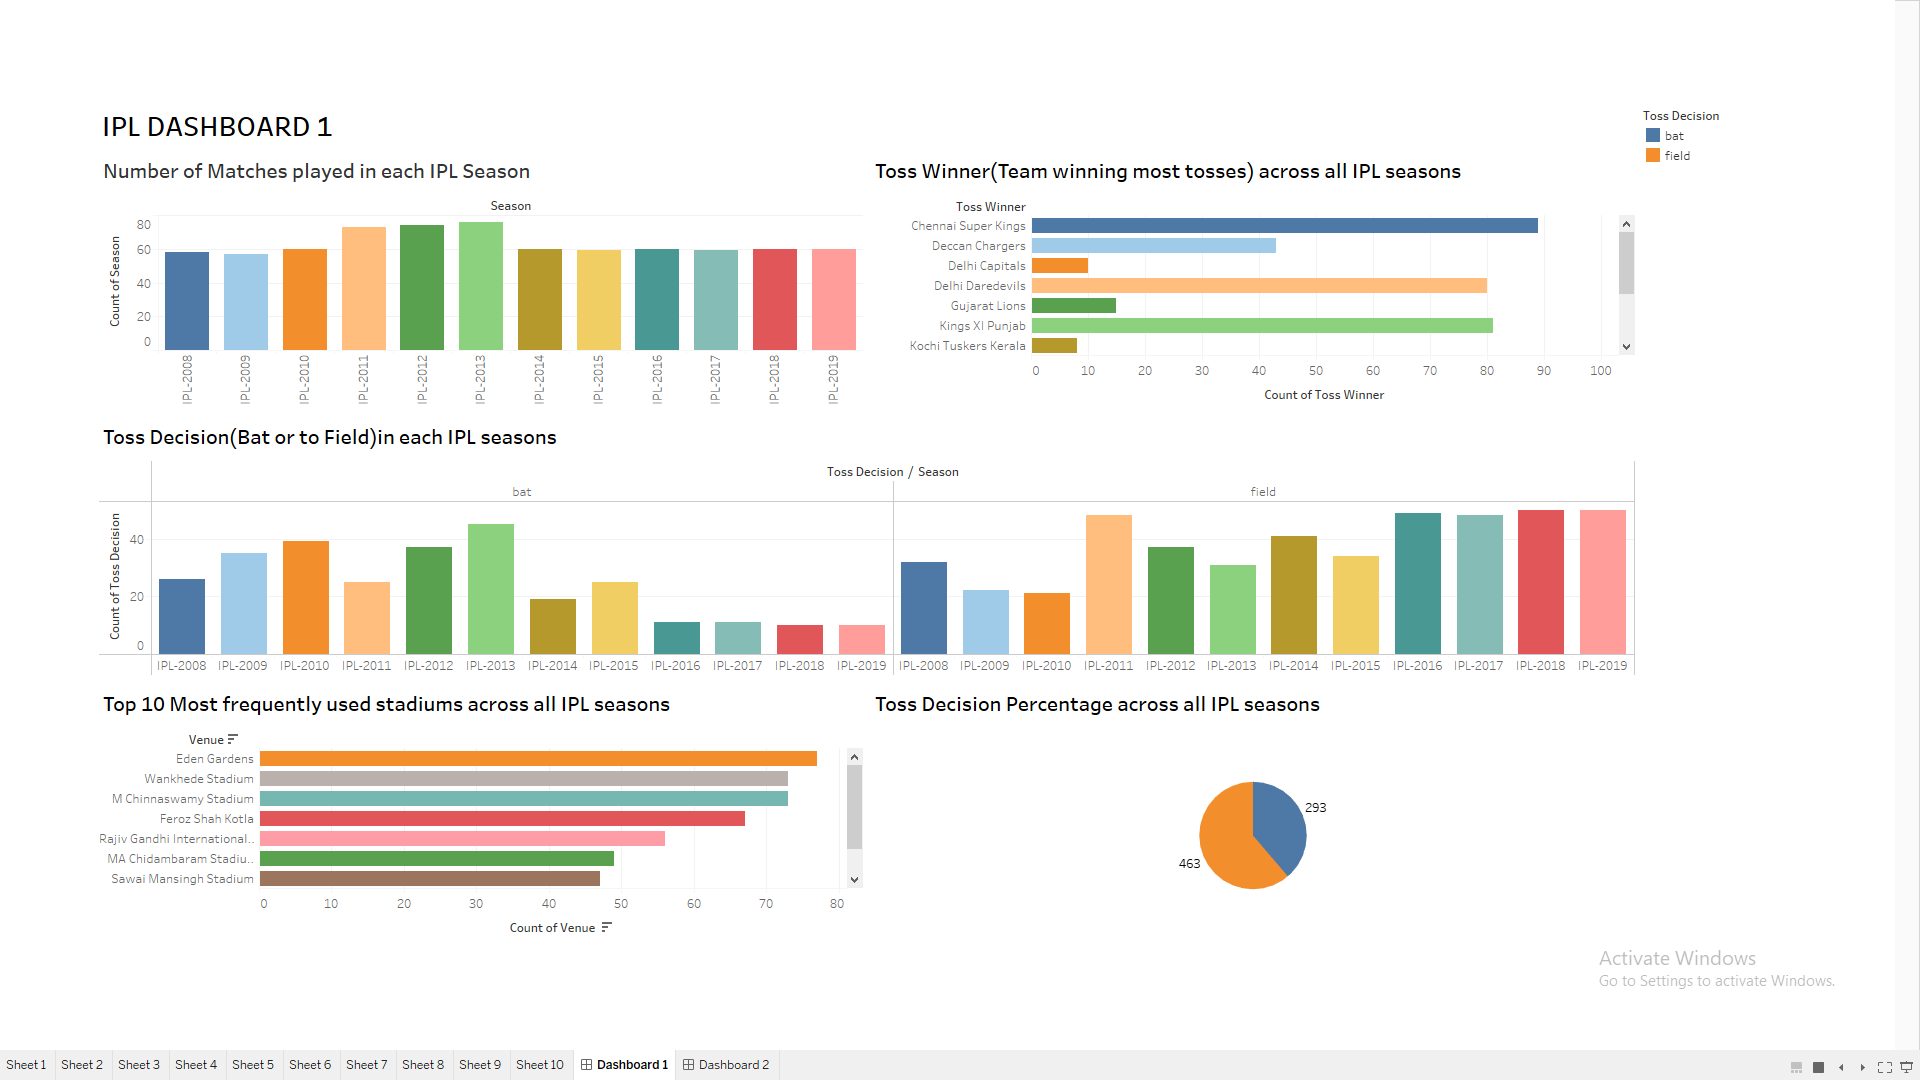 IPL DASHBOARD 1
Toss Decision
bat
field
Number of Matches played in each IPL Season
Season
Count of Season
80
60
40
20
0
IPL-2008
IPL-2009
IPL-2010
IPL-2011
IPL-2012
IPL-2013
IPL-2014
IPL-2015
IPL-2016
IPL-2017
IPL-2018
IPL-2019
Toss Winner(Team winning most tosses) across all IPL seasons
Toss Winner
Chennai Super Kings
Deccan Chargers
Delhi Capitals
Delhi Daredevils
Gujarat Lions
Kings XI Punjab
Kochi Tuskers Kerala
0 10 20 30 40 50 60 70 80 90 100
Count of Toss Winner
Toss Decision(Bat or to Field)in each IPL seasons
Toss Decision / Season
bat field
Count of Toss Decision
40
20
0
IPL-2008 IPL-2009 IPL-2010 IPL-2011 IPL-2012 IPL-2013 IPL-2014 IPL-2015 IPL-2016 IPL-2017 IPL-2018 IPL-2019 IPL-2008 IPL-2009 IPL-2010 IPL-2011 IPL-2012 IPL-2013 IPL-2014 IPL-2015 IPL-2016 IPL-2017 IPL-2018 IPL-2019
Top 10 Most frequently used stadiums across all IPL seasons
Venue
Eden Gardens
Wankhede Stadium
M Chinnaswamy Stadium
Feroz Shah Kotla
Rajiv Gandhi International..
MA Chidambaram Stadiu..
Sawai Mansingh Stadium
0 10 20 30 40 50 60 70 80
Count of Venue
Toss Decision Percentage across all IPL seasons
293
463
Activate Windows
Go to Settings to activate Windows.
Sheet 1 Sheet 2 Sheet 3 Sheet 4 Sheet 5 Sheet 6 Sheet 7 Sheet 8 Sheet 9 Sheet 10 Dashboard 1 Dashboard 2